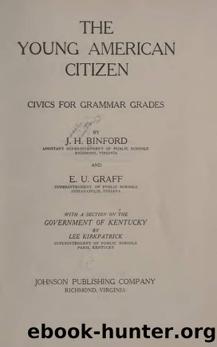 THE
YOUNG AMERICAN
CITIZEN
CIVICS FOR GRAMMAR GRADES
BY
J. H. BINFORD
ASSISTANT SUPERINTENDENT OF PUBLIC SCHOOLS
RICHMOND, VIRGINIA
AND
E. U. GRAFF
SUPERINTENDENT OF PUBLIC SCHOOLS
INDIANAPOLIS, INDIANA
WITH A SECTION ON THE
GOVERNMENT OF KENTUCKY
BY
LEE KIRKPATRICK
SUPERINTENDENT OF PUBLIC SCHOOLS
PARIS, KENTUCKY
JOHNSON PUBLISHING COMPANY
RICHMOND, VIRGINIA
ebook-hunter.org